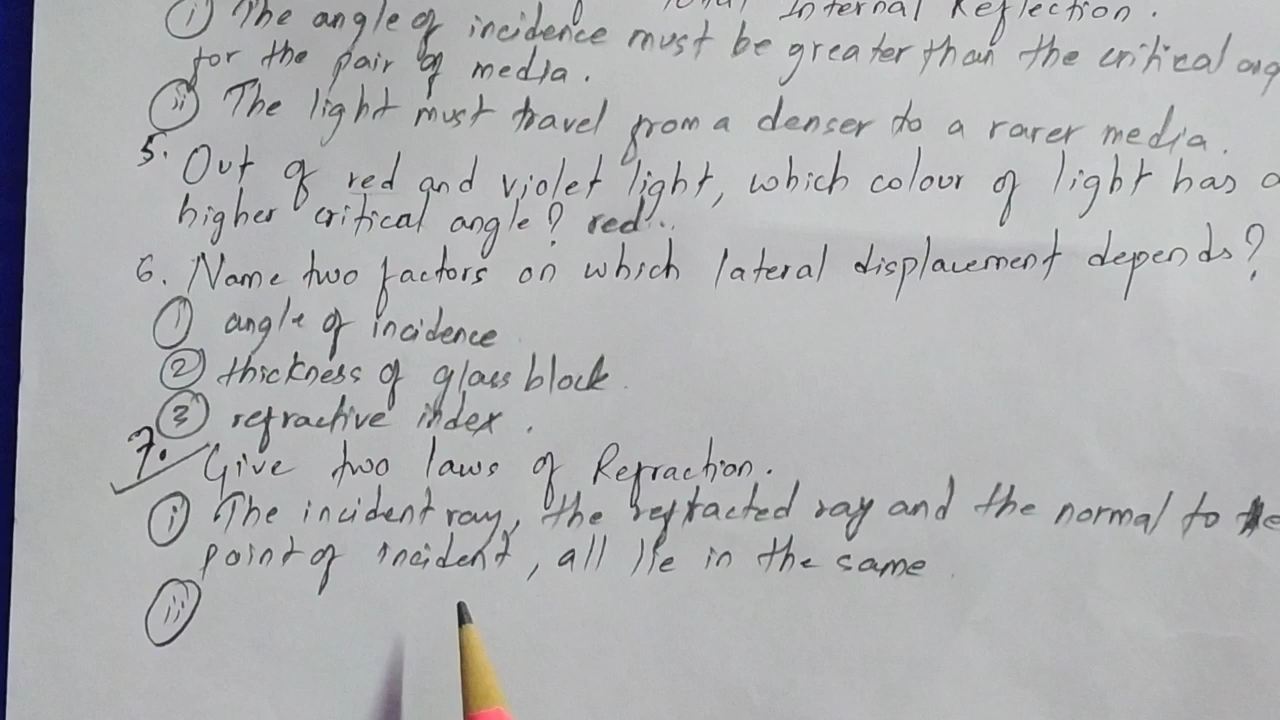 (i) The angle of incidence must be greater than the critical ang
Total Internal Reflection.
for the pair of media.
(ii) The light must travel from a denser to a rarer media.
5. Out of red and violet light, which colour of light has a
higher critical angle? red..
6. Name two factors on which lateral displacement depends?
(1) angle of incidence
(2) thickness of glass block.
(3) refractive index.
7. Give two laws of Refraction.
(i) The incident ray, the refracted ray and the normal to the
point of incident, all lie in the same
(ii)